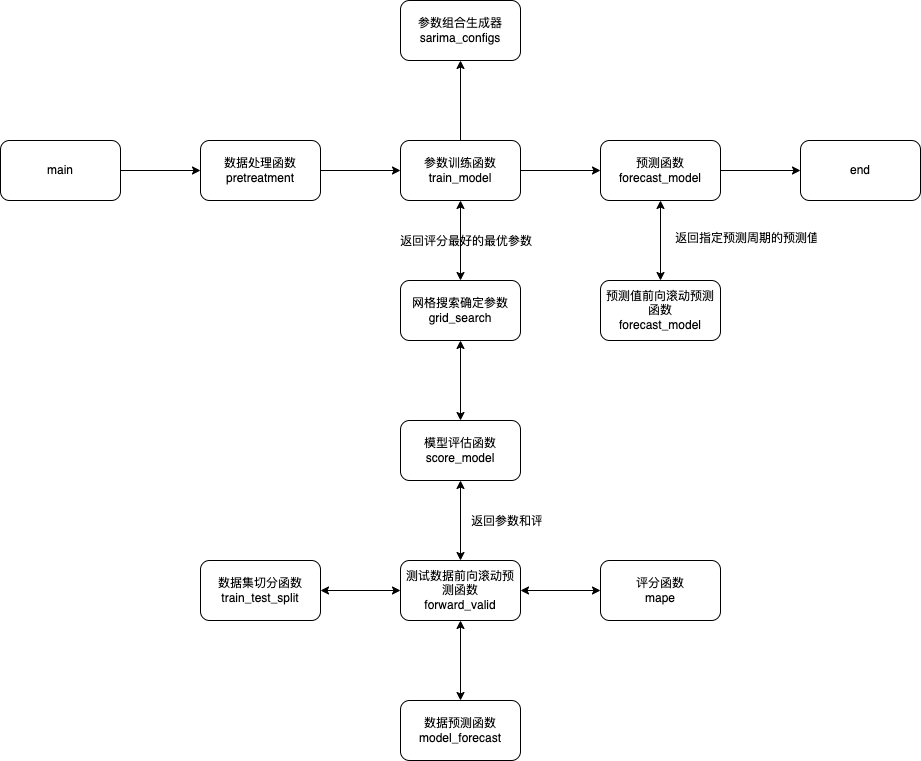 参数组合生成器
sarima_configs
main
数据处理函数
pretreatment
参数训练函数
train_model
预测函数
forecast_model
end
返回评分最好的最优参数
返回指定预测周期的预测值
网格搜索确定参数
grid_search
预测值前向滚动预测
函数
forecast_model
模型评估函数
score_model
返回参数和评
数据集切分函数
train_test_split
测试数据前向滚动预
测函数
forward_valid
评分函数
mape
数据预测函数
model_forecast